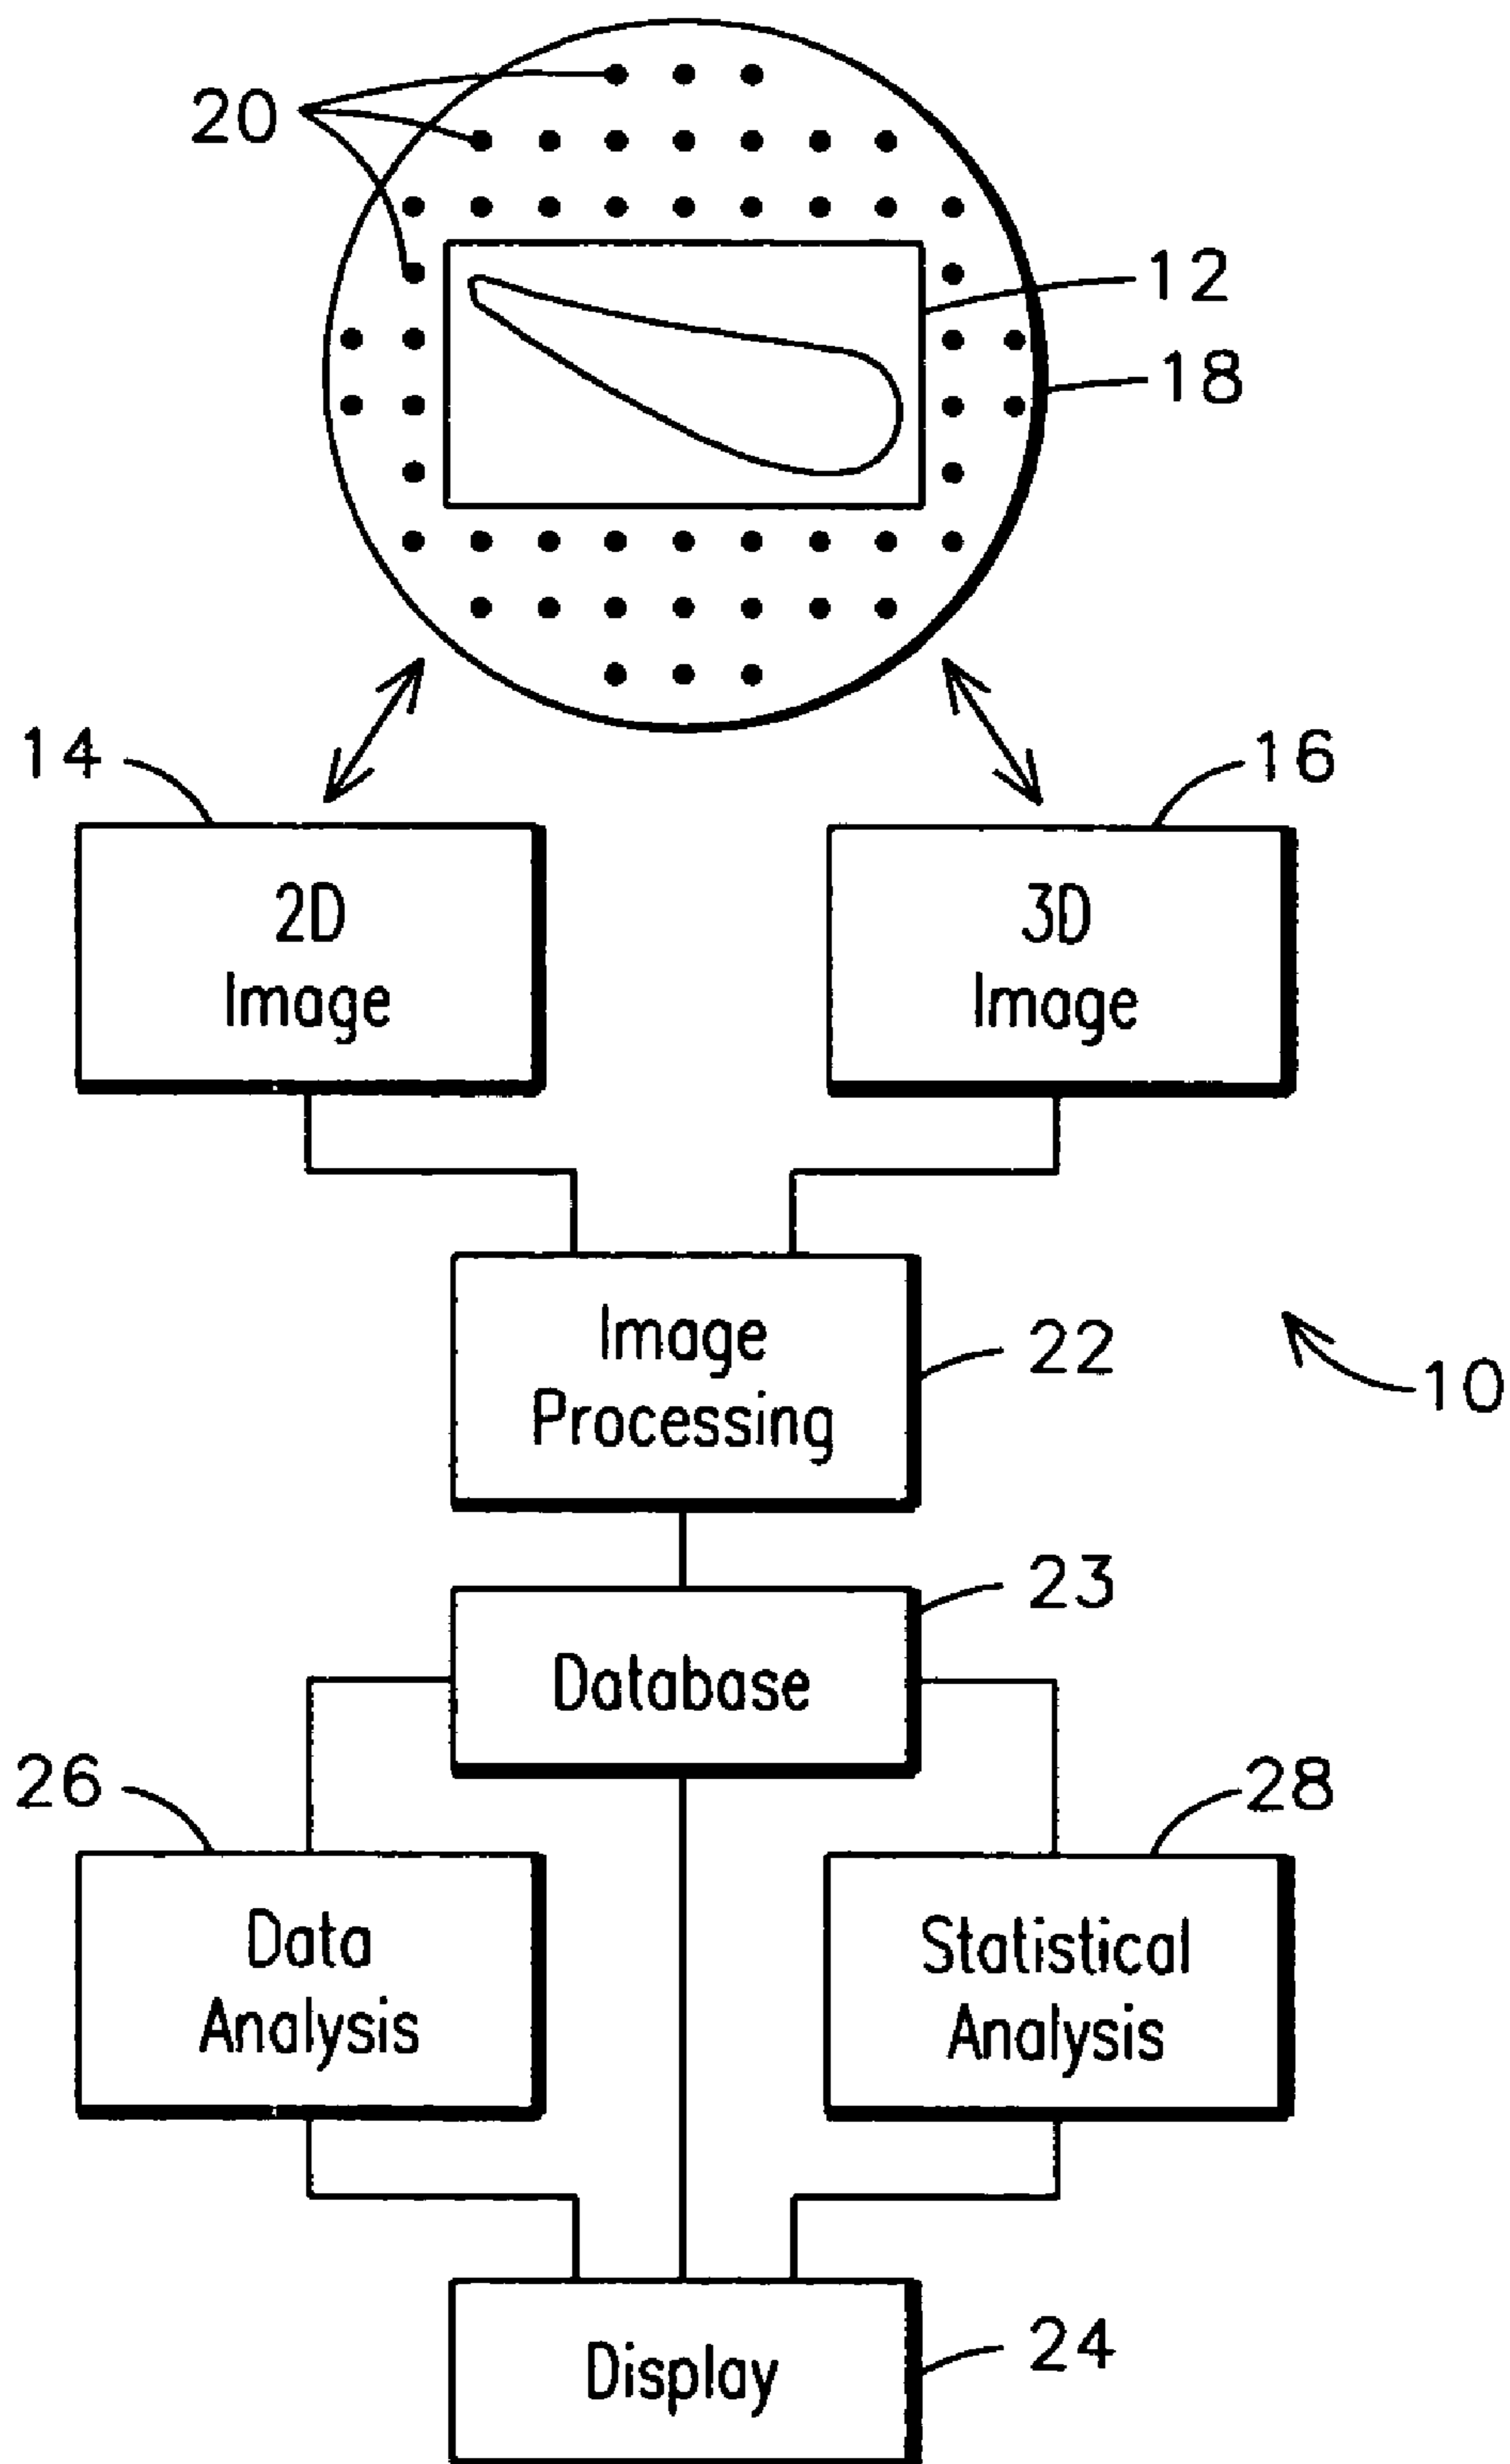 20
12
18
14
16
2D
Image
3D
Image
Image
Processing
22
10
23
Database
26
28
Data
Analysis
Statistical
Analysis
Display
24